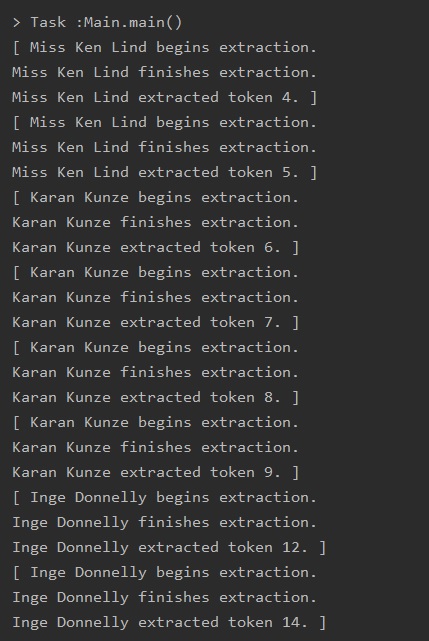 > Task :Main.main()
[ Miss Ken Lind begins extraction.
Miss Ken Lind finishes extraction.
Miss Ken Lind extracted token 4. ]
[ Miss Ken Lind begins extraction.
Miss Ken Lind finishes extraction.
Miss Ken Lind extracted token 5. ]
[ Karan Kunze begins extraction.
Karan Kunze finishes extraction.
Karan Kunze extracted token 6. ]
[ Karan Kunze begins extraction.
Karan Kunze finishes extraction.
Karan Kunze extracted token 7. ]
[ Karan Kunze begins extraction.
Karan Kunze finishes extraction.
Karan Kunze extracted token 8. ]
[ Karan Kunze begins extraction.
Karan Kunze finishes extraction.
Karan Kunze extracted token 9. ]
[ Inge Donnelly begins extraction.
Inge Donnelly finishes extraction.
Inge Donnelly extracted token 12. ]
[ Inge Donnelly begins extraction.
Inge Donnelly finishes extraction.
Inge Donnelly extracted token 14. ]